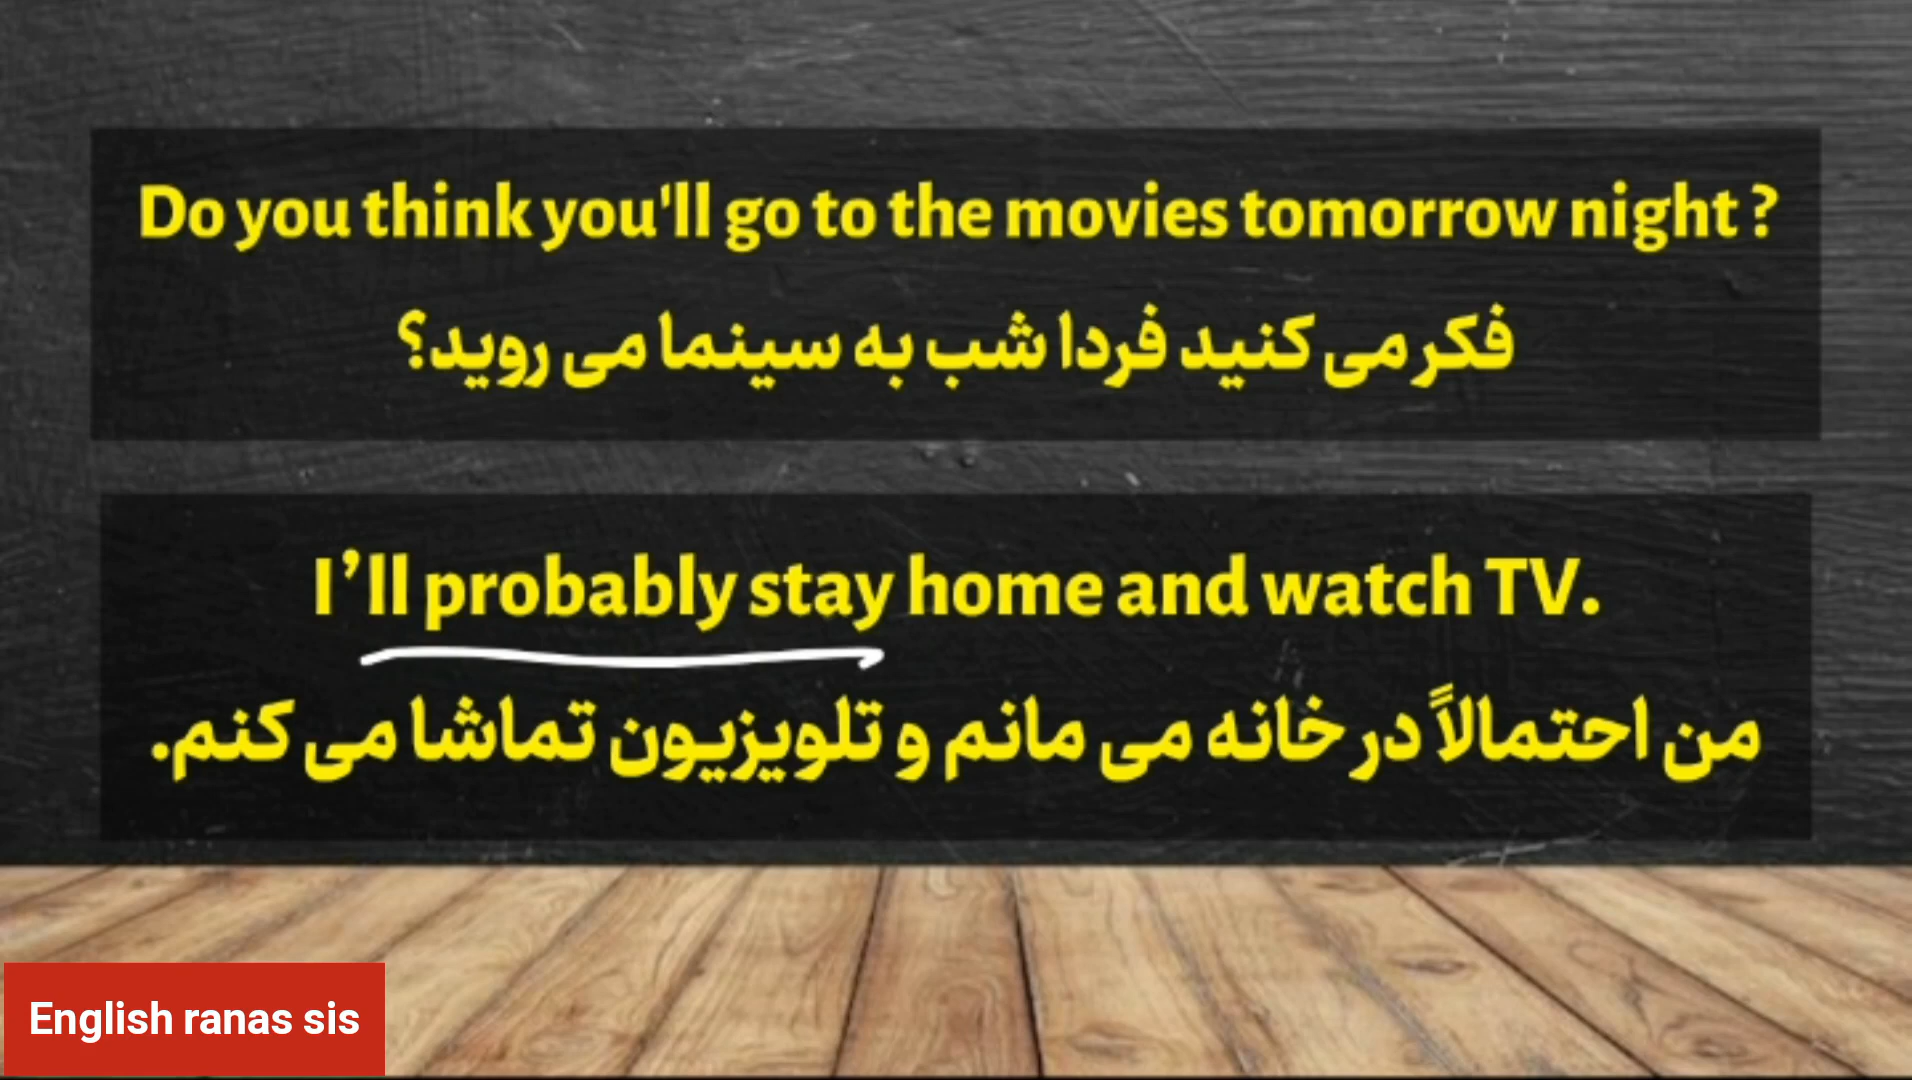 Do you think you'll go to the movies tomorrow night ?
فکر می کنید فردا شب به سینما می روید؟
I’ll probably stay home and watch TV.
من احتمالاً در خانه می مانم و تلویزیون تماشا می کنم.
English ranas sis